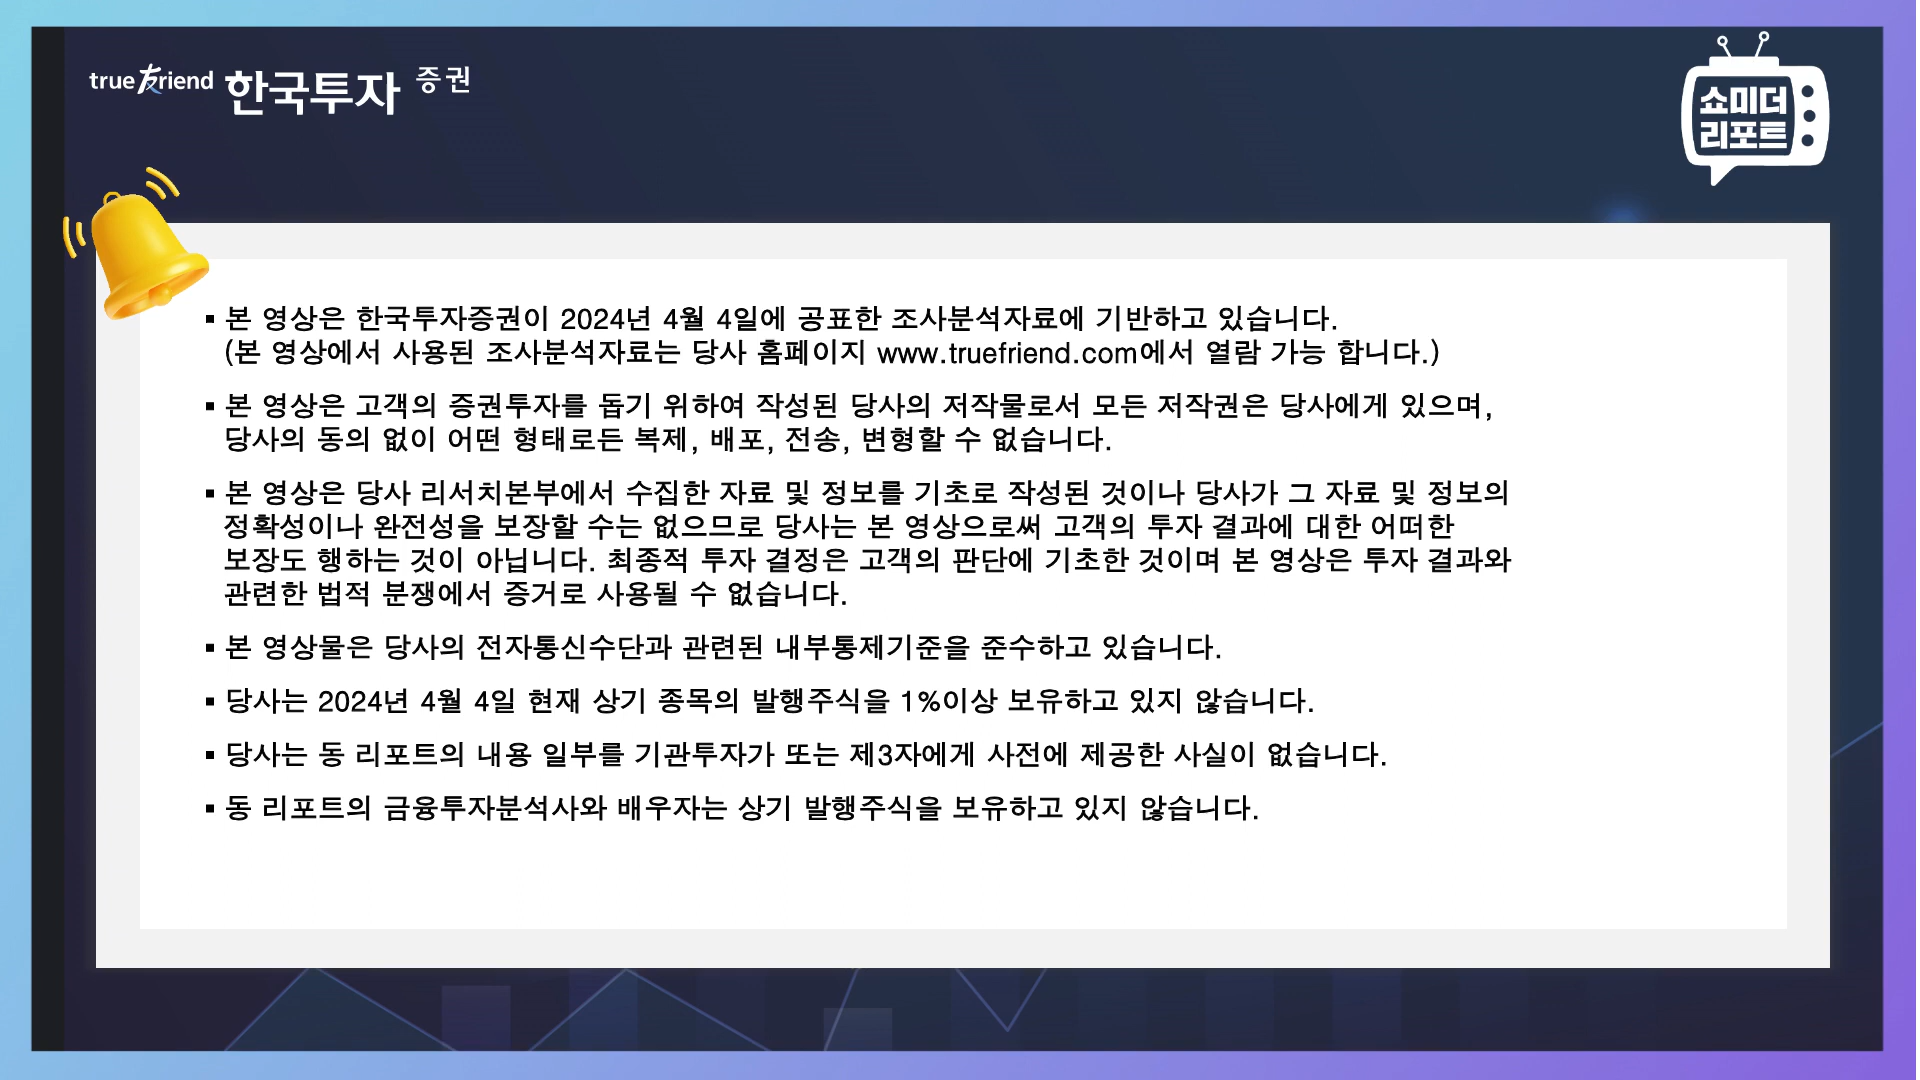 true友riend 한국투자 증권
쇼미더
리포트
▪ 본 영상은 한국투자증권이 2024년 4월 4일에 공표한 조사분석자료에 기반하고 있습니다.
(본 영상에서 사용된 조사분석자료는 당사 홈페이지 www.truefriend.com에서 열람 가능 합니다.)
▪ 본 영상은 고객의 증권투자를 돕기 위하여 작성된 당사의 저작물로서 모든 저작권은 당사에게 있으며,
당사의 동의 없이 어떤 형태로든 복제, 배포, 전송, 변형할 수 없습니다.
▪ 본 영상은 당사 리서치본부에서 수집한 자료 및 정보를 기초로 작성된 것이나 당사가 그 자료 및 정보의
정확성이나 완전성을 보장할 수는 없으므로 당사는 본 영상으로써 고객의 투자 결과에 대한 어떠한
보장도 행하는 것이 아닙니다. 최종적 투자 결정은 고객의 판단에 기초한 것이며 본 영상은 투자 결과와
관련한 법적 분쟁에서 증거로 사용될 수 없습니다.
▪ 본 영상물은 당사의 전자통신수단과 관련된 내부통제기준을 준수하고 있습니다.
▪ 당사는 2024년 4월 4일 현재 상기 종목의 발행주식을 1%이상 보유하고 있지 않습니다.
▪ 당사는 동 리포트의 내용 일부를 기관투자가 또는 제3자에게 사전에 제공한 사실이 없습니다.
▪ 동 리포트의 금융투자분석사와 배우자는 상기 발행주식을 보유하고 있지 않습니다.